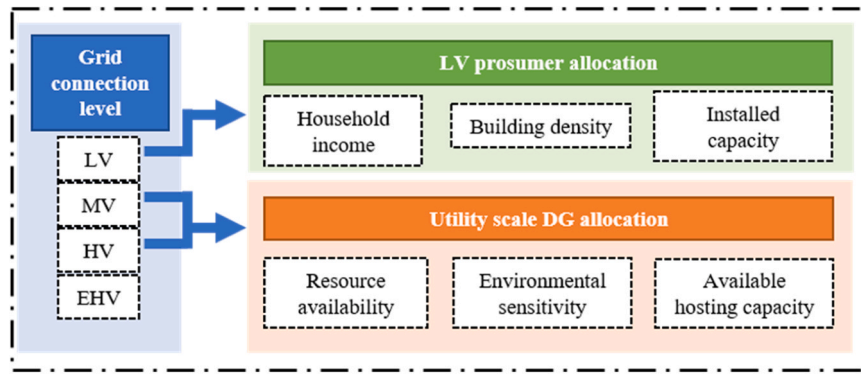 Grid
connection
level
LV
MV
HV
EHV
LV prosumer allocation
Household
income
Building density
Installed
capacity
Utility scale DG allocation
Resource
availability
Environmental
sensitivity
Available
hosting capacity